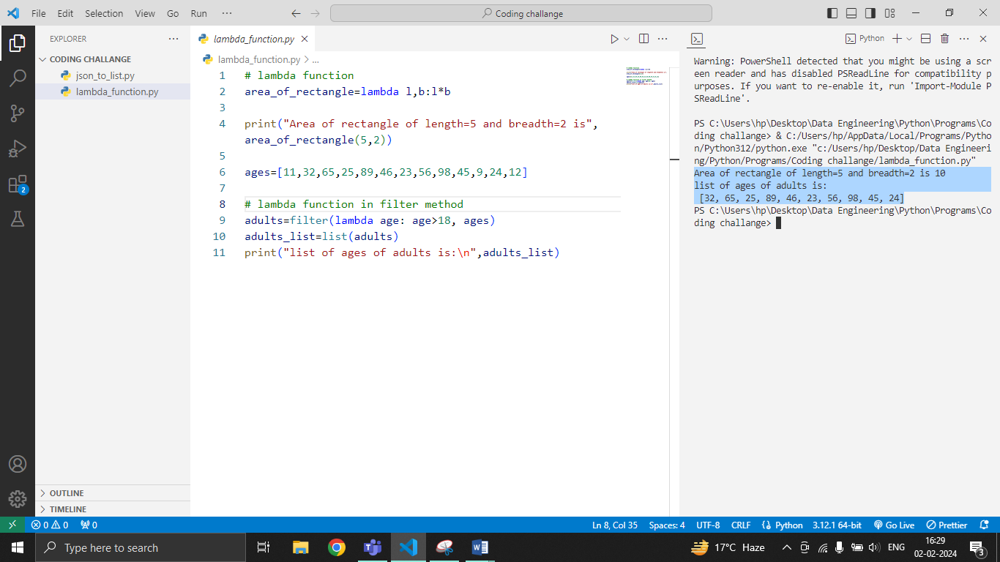 File Edit Selection View Go Run ··· Coding challange
EXPLORER ···
CODING CHALLANGE
json_to_list.py
lambda_function.py
OUTLINE
TIMELINE
2
lambda_function.py
lambda_function.py > ...
1 # lambda function
2 area_of_rectangle=lambda l,b:l*b
3
4 print("Area of rectangle of length=5 and breadth=2 is",
area_of_rectangle(5,2))
5
6 ages=[11,32,65,25,89,46,23,56,98,45,9,24,12]
7
8 # lambda function in filter method
9 adults=filter(lambda age: age>18, ages)
10 adults_list=list(adults)
11 print("list of ages of adults is:\n",adults_list)
Python
Warning: PowerShell detected that you might be using a scr
een reader and has disabled PSReadLine for compatibility p
urposes. If you want to re-enable it, run 'Import-Module P
SReadLine'.
PS C:\Users\hp\Desktop\Data Engineering\Python\Programs\Co
ding challange> & C:/Users/hp/AppData/Local/Programs/Pytho
n/Python312/python.exe "c:/Users/hp/Desktop/Data Engineeri
ng/Python/Programs/Coding challange/lambda_function.py"
Area of rectangle of length=5 and breadth=2 is 10
list of ages of adults is:
[32, 65, 25, 89, 46, 23, 56, 98, 45, 24]
PS C:\Users\hp\Desktop\Data Engineering\Python\Programs\Co
ding challange>
0 0 0 Ln 8, Col 35 Spaces: 4 UTF-8 CRLF Python 3.12.1 64-bit Go Live Prettier
Type here to search 17°C Haze ENG 16:29
02-02-2024 3